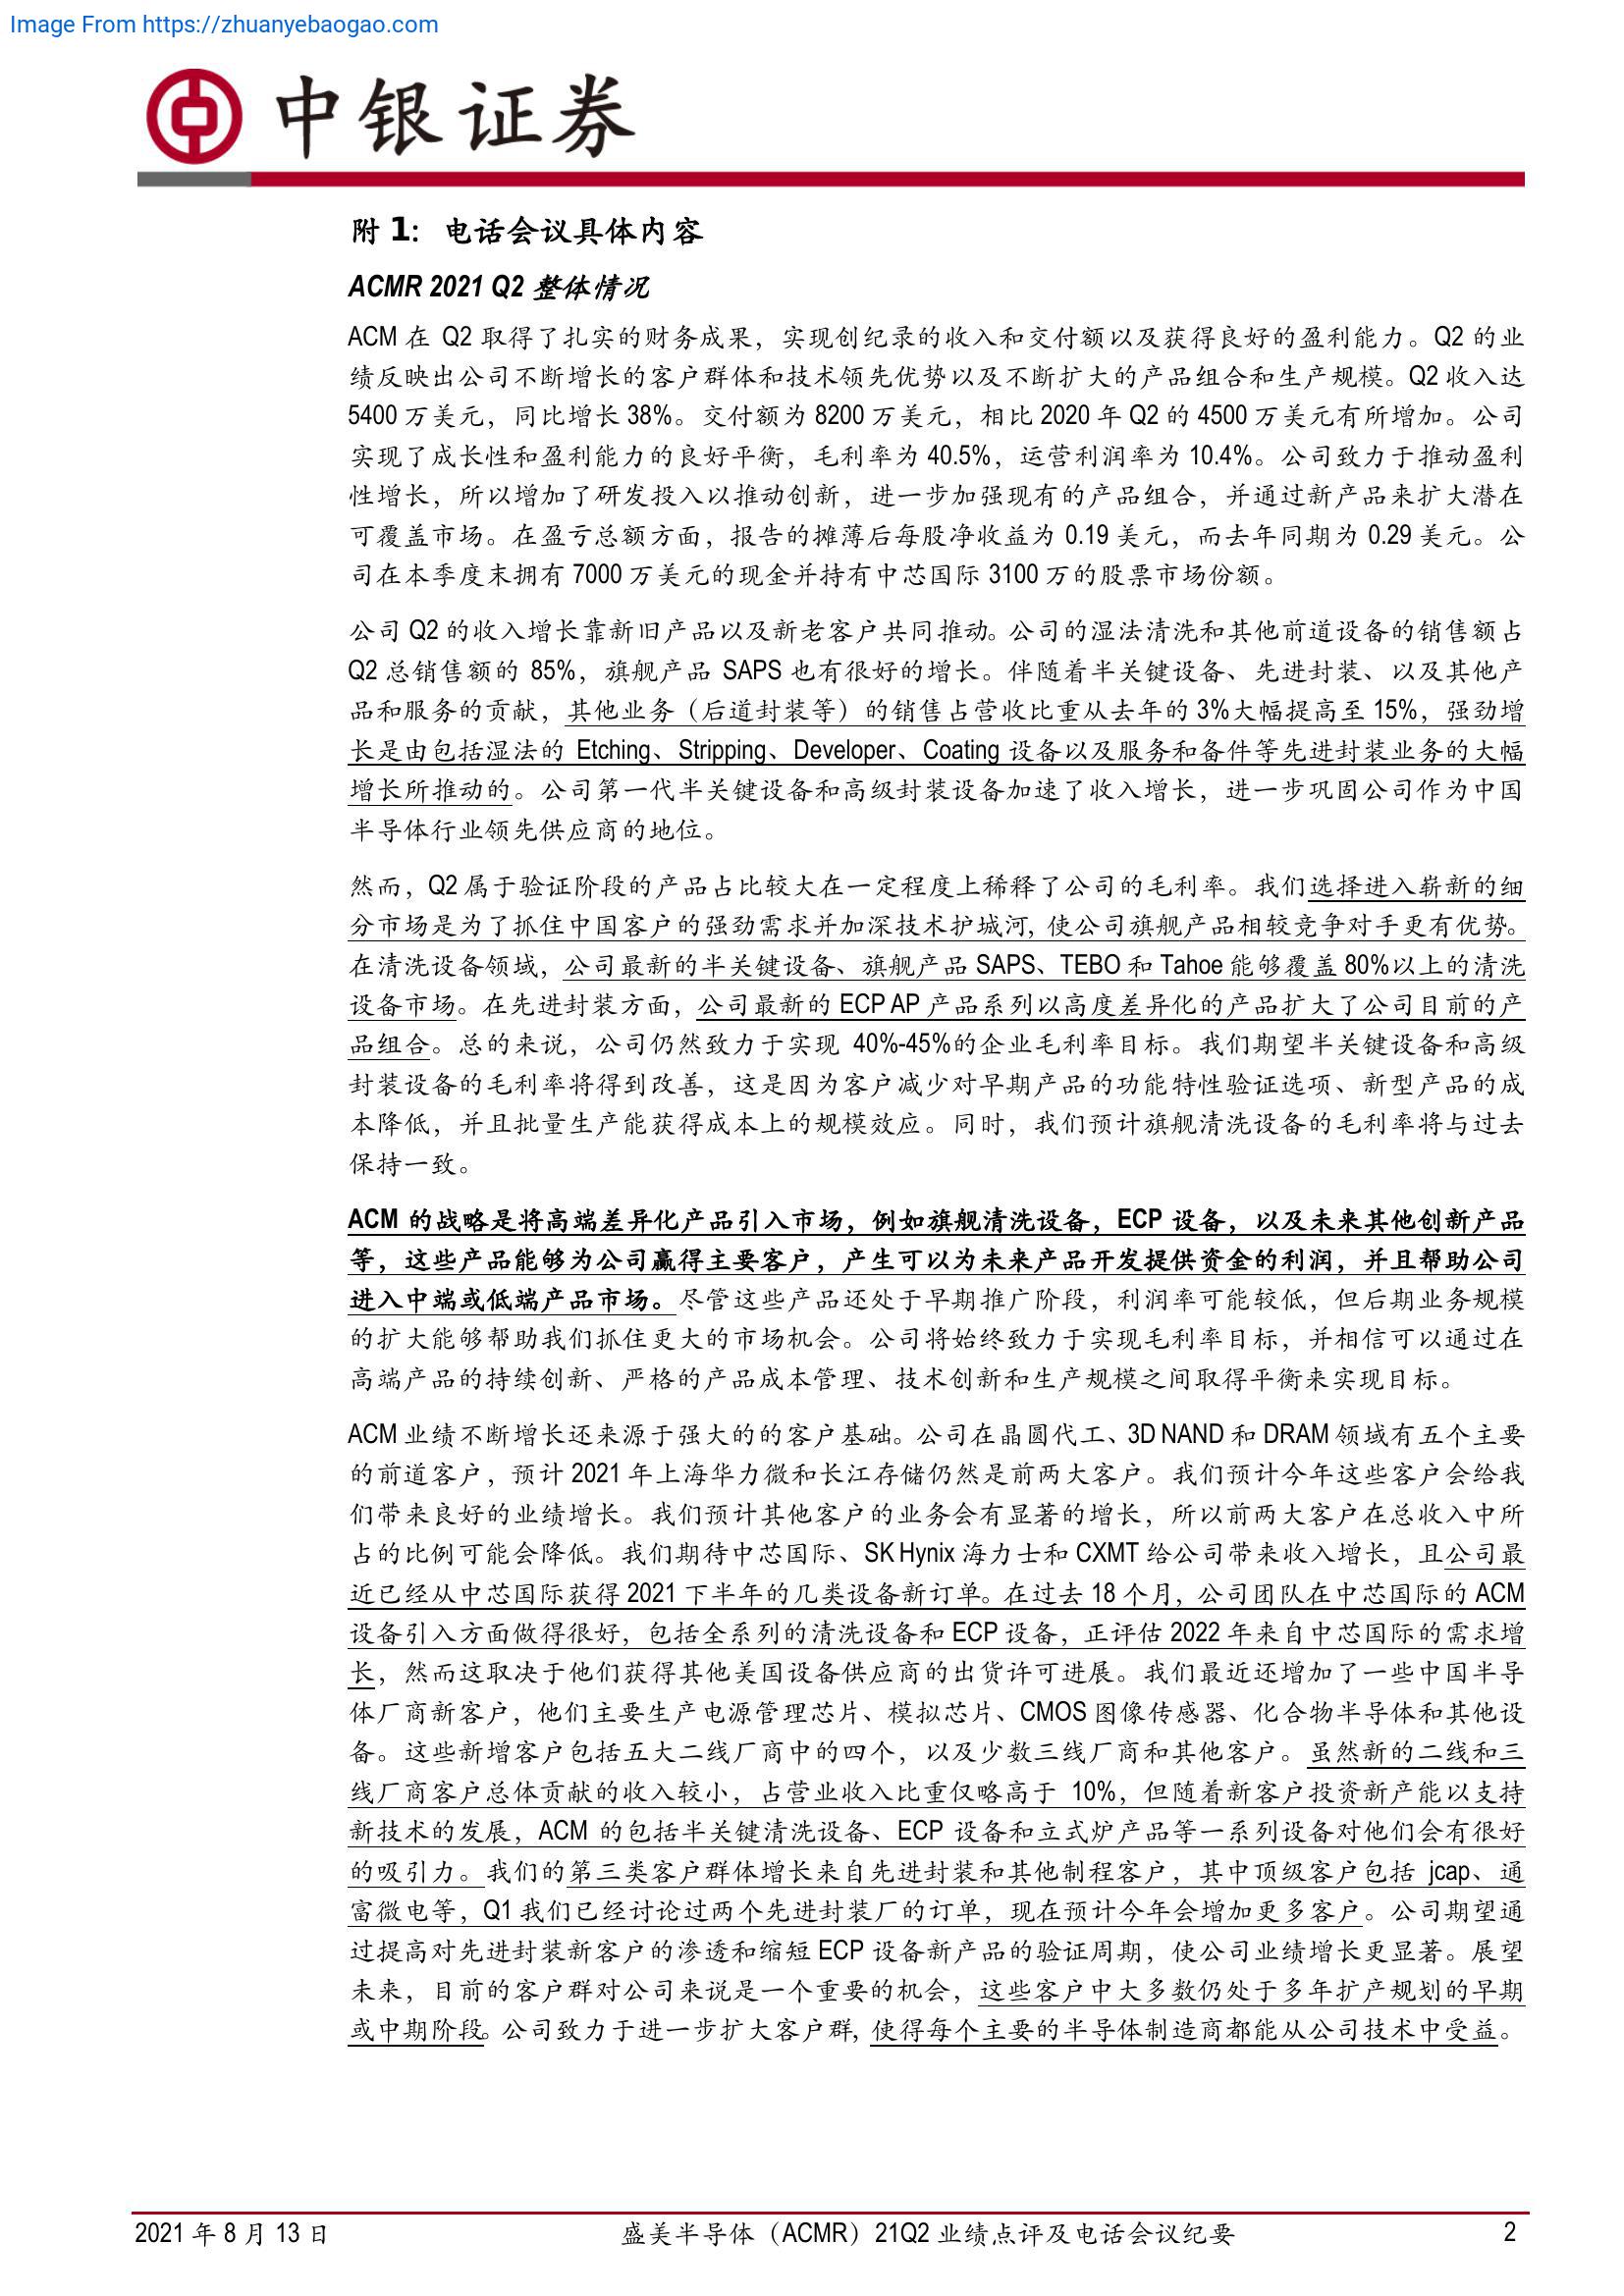 Image From https://zhuanyebaogao.com
中银证券
附 1： 电话会议具体内容
ACMR 2021 Q2 整体情况
ACM 在 Q2 取得了扎实的财务成果，实现创纪录的收入和交付额以及获得良好的盈利能力。Q2 的业
绩反映出公司不断增长的客户群体和技术领先优势以及不断扩大的产品组合和生产规模。Q2 收入达
5400 万美元，同比增长 38%。交付额为 8200 万美元，相比 2020 年 Q2 的 4500 万美元有所增加。公司
实现了成长性和盈利能力的良好平衡，毛利率为 40.5%，运营利润率为 10.4%。公司致力于推动盈利
性增长，所以增加了研发投入以推动创新，进一步加强现有的产品组合，并通过新产品来扩大潜在
可覆盖市场。在盈亏总额方面，报告的摊薄后每股净收益为 0.19 美元，而去年同期为 0.29 美元。公
司在本季度末拥有 7000 万美元的现金并持有中芯国际 3100 万的股票市场份额。
公司 Q2 的收入增长靠新旧产品以及新老客户共同推动。公司的湿法清洗和其他前道设备的销售额占
Q2 总销售额的 85%，旗舰产品 SAPS 也有很好的增长。伴随着半关键设备、先进封装、以及其他产
品和服务的贡献，其他业务（后道封装等）的销售占营收比重从去年的 3%大幅提高至 15%，强劲增
长是由包括湿法的 Etching、Stripping、Developer、Coating 设备以及服务和备件等先进封装业务的大幅
增长所推动的。公司第一代半关键设备和高级封装设备加速了收入增长，进一步巩固公司作为中国
半导体行业领先供应商的地位。
然而，Q2 属于验证阶段的产品占比较大在一定程度上稀释了公司的毛利率。我们选择进入崭新的细
分市场是为了抓住中国客户的强劲需求并加深技术护城河，使公司旗舰产品相较竞争对手更有优势。
在清洗设备领域，公司最新的半关键设备、旗舰产品 SAPS、TEBO 和 Tahoe 能够覆盖 80%以上的清洗
设备市场。在先进封装方面，公司最新的 ECP AP 产品系列以高度差异化的产品扩大了公司目前的产
品组合。总的来说，公司仍然致力于实现 40%-45%的企业毛利率目标。我们期望半关键设备和高级
封装设备的毛利率将得到改善，这是因为客户减少对早期产品的功能特性验证选项、新型产品的成
本降低，并且批量生产能获得成本上的规模效应。同时，我们预计旗舰清洗设备的毛利率将与过去
保持一致。
ACM 的战略是将高端差异化产品引入市场，例如旗舰清洗设备，ECP 设备，以及未来其他创新产品
等，这些产品能够为公司赢得主要客户，产生可以为未来产品开发提供资金的利润，并且帮助公司
进入中端或低端产品市场。尽管这些产品还处于早期推广阶段，利润率可能较低，但后期业务规模
的扩大能够帮助我们抓住更大的市场机会。公司将始终致力于实现毛利率目标，并相信可以通过在
高端产品的持续创新、严格的产品成本管理、技术创新和生产规模之间取得平衡来实现目标。
ACM 业绩不断增长还来源于强大的的客户基础。公司在晶圆代工、3D NAND 和 DRAM 领域有五个主要
的前道客户，预计 2021 年上海华力微和长江存储仍然是前两大客户。我们预计今年这些客户会给我
们带来良好的业绩增长。我们预计其他客户的业务会有显著的增长，所以前两大客户在总收入中所
占的比例可能会降低。我们期待中芯国际、SK Hynix 海力士和 CXMT 给公司带来收入增长，且公司最
近已经从中芯国际获得 2021 下半年的几类设备新订单。在过去 18 个月，公司团队在中芯国际的 ACM
设备引入方面做得很好，包括全系列的清洗设备和 ECP 设备，正评估 2022 年来自中芯国际的需求增
长，然而这取决于他们获得其他美国设备供应商的出货许可进展。我们最近还增加了一些中国半导
体厂商新客户，他们主要生产电源管理芯片、模拟芯片、CMOS 图像传感器、化合物半导体和其他设
备。这些新增客户包括五大二线厂商中的四个，以及少数三线厂商和其他客户。虽然新的二线和三
线厂商客户总体贡献的收入较小，占营业收入比重仅略高于 10%，但随着新客户投资新产能以支持
新技术的发展，ACM 的包括半关键清洗设备、ECP 设备和立式炉产品等一系列设备对他们会有很好
的吸引力。我们的第三类客户群体增长来自先进封装和其他制程客户，其中顶级客户包括 jcap、通
富微电等，Q1 我们已经讨论过两个先进封装厂的订单，现在预计今年会增加更多客户。公司期望通
过提高对先进封装新客户的渗透和缩短 ECP 设备新产品的验证周期，使公司业绩增长更显著。展望
未来，目前的客户群对公司来说是一个重要的机会，这些客户中大多数仍处于多年扩产规划的早期
或中期阶段。公司致力于进一步扩大客户群，使得每个主要的半导体制造商都能从公司技术中受益。
2021 年 8 月 13 日 盛美半导体（ACMR）21Q2 业绩点评及电话会议纪要 2